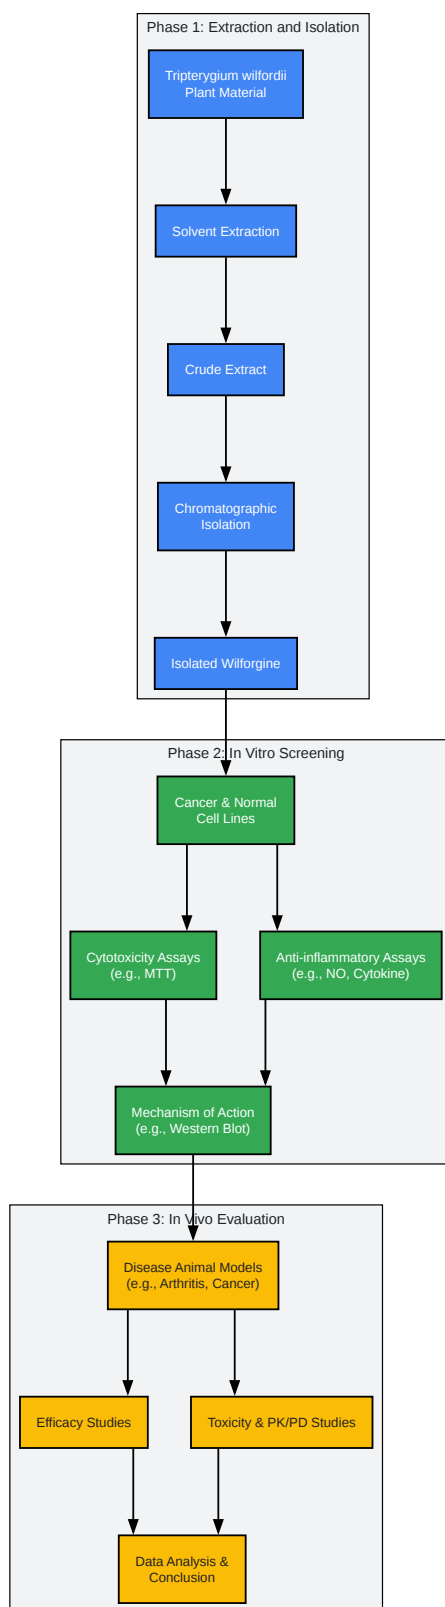 Phase 1: Extraction and Isolation
Tripterygium wilfordii
Plant Material
Solvent Extraction
Crude Extract
Chromatographic
Isolation
Isolated Wilforgine
Phase 2: In Vitro Screening
Cancer & Normal
Cell Lines
Cytotoxicity Assays
(e.g., MTT)
Anti-inflammatory Assays
(e.g., NO, Cytokine)
Mechanism of Action
(e.g., Western Blot)
Phase 3: In Vivo Evaluation
Disease Animal Models
(e.g., Arthritis, Cancer)
Efficacy Studies
Toxicity & PK/PD Studies
Data Analysis &
Conclusion